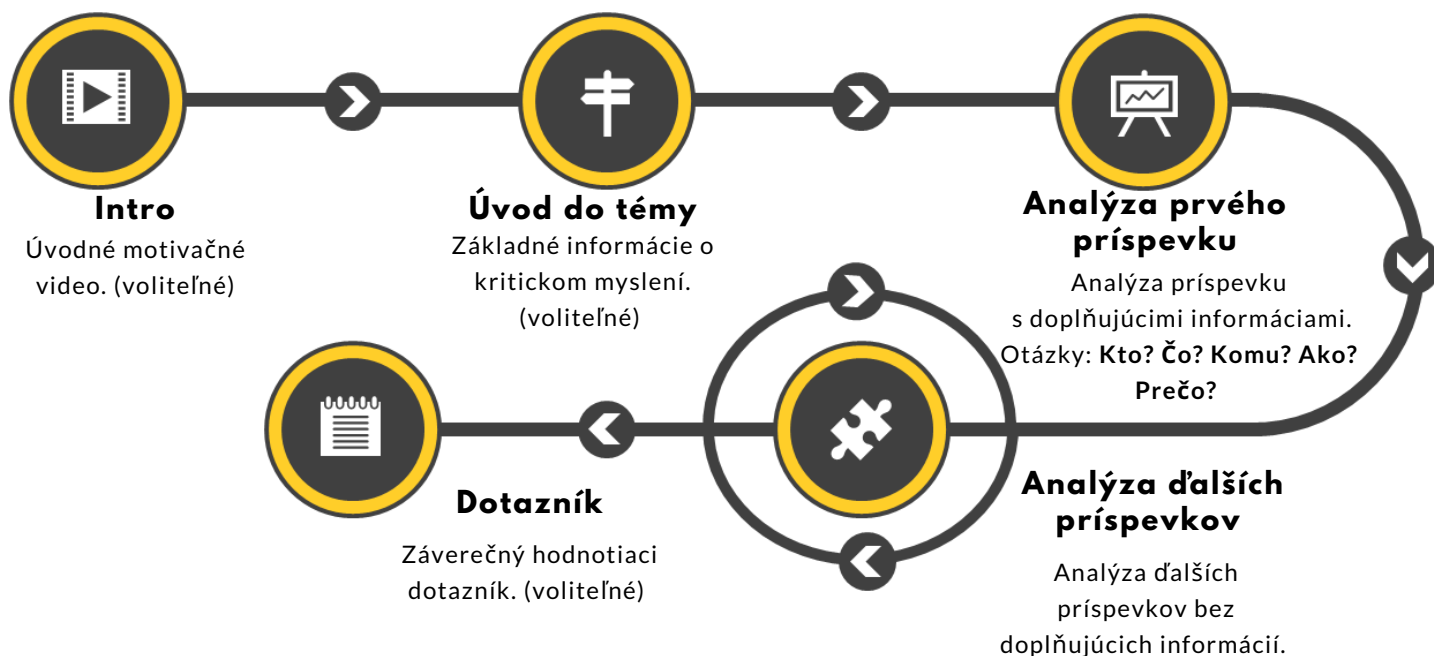 Intro
Úvodné motivačné
video. (voliteľné)
Úvod do témy
Základné informácie o
kritickom myslení.
(voliteľné)
Analýza prvého
príspevku
Analýza príspevku
s doplňujúcimi informáciami.
Otázky: Kto? Čo? Komu? Ako?
Prečo?
Analýza ďalších
príspevkov
Analýza ďalších
príspevkov bez
doplňujúcich informácií.
Dotazník
Záverečný hodnotiaci
dotazník. (voliteľné)